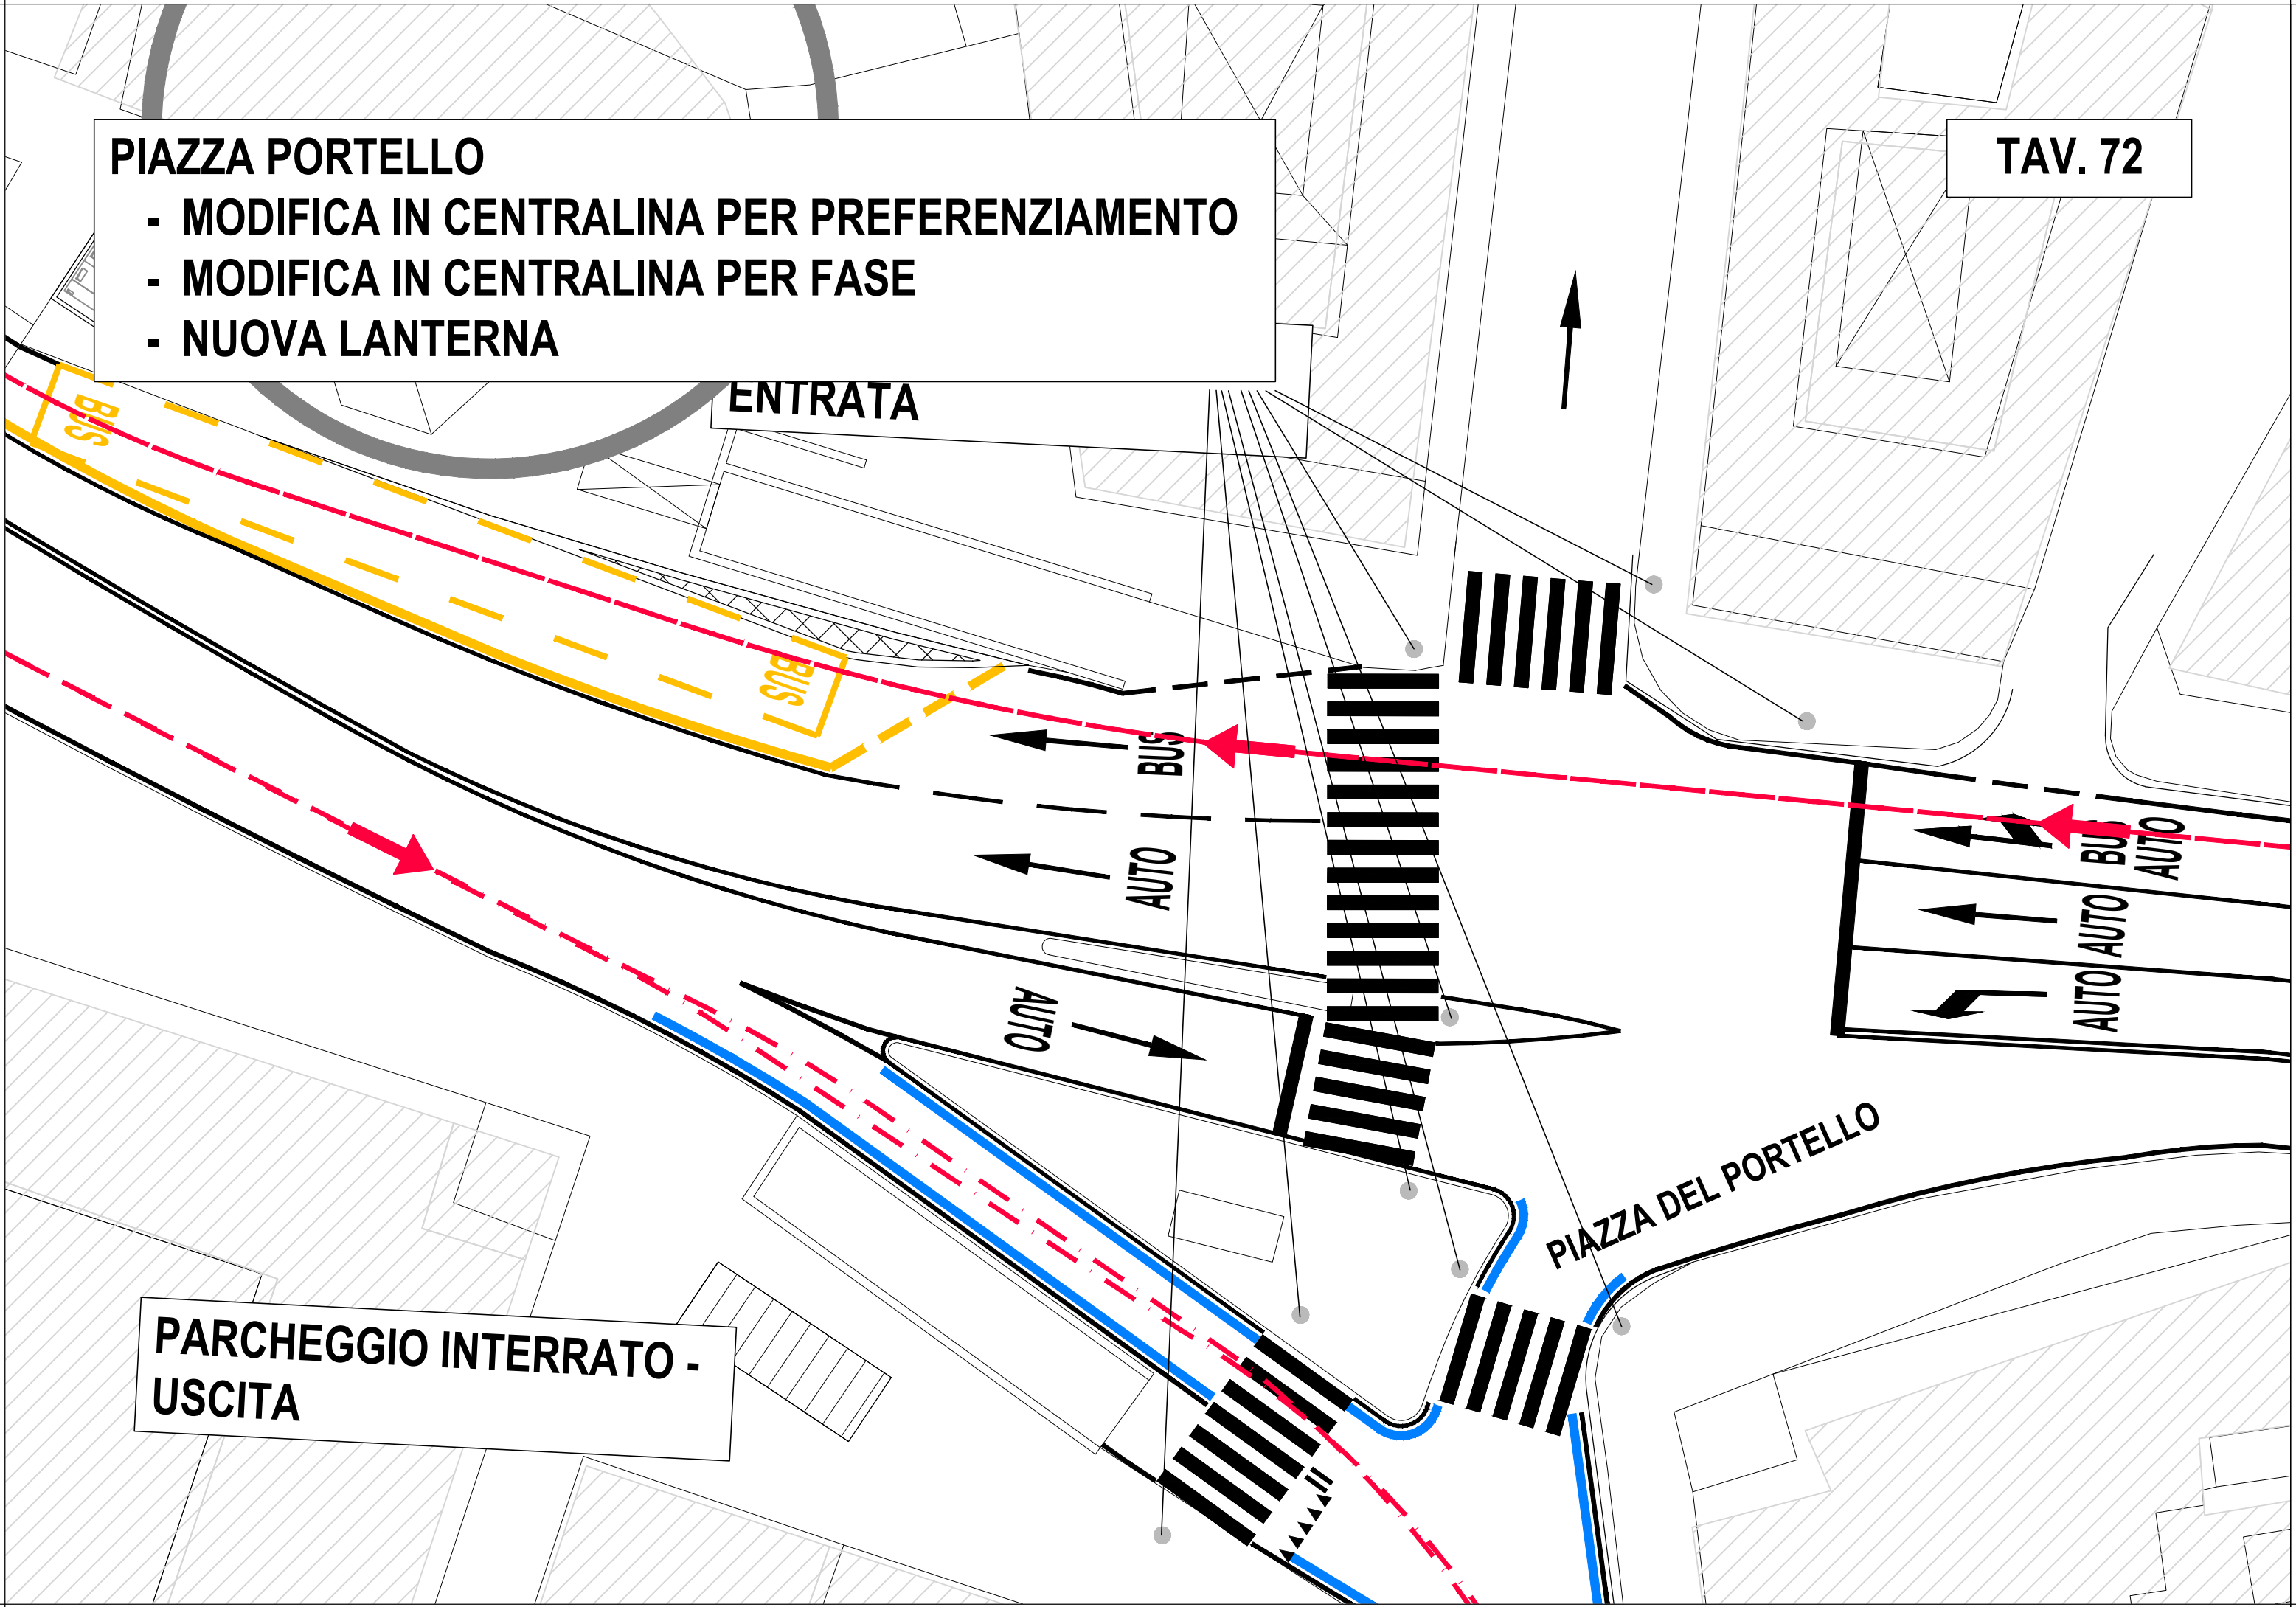 PIAZZA PORTELLO
- MODIFICA IN CENTRALINA PER PREFERENZIAMENTO
- MODIFICA IN CENTRALINA PER FASE
- NUOVA LANTERNA
TAV. 72
ENTRATA
BUS
BUS
BUS
AUTO
AUTO
BUS
AUTO
AUTO
AUTO
PIAZZA DEL PORTELLO
PARCHEGGIO INTERRATO -
USCITA